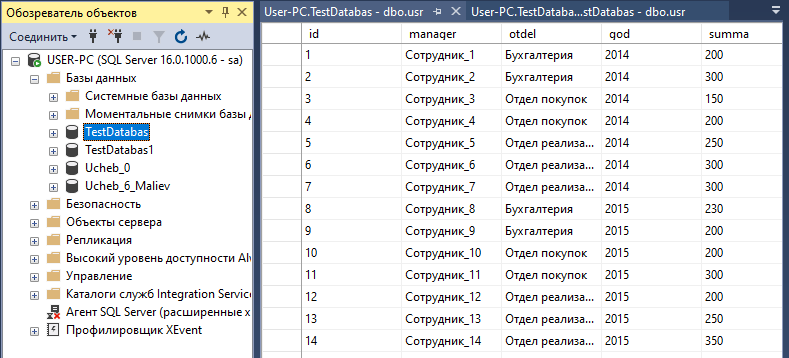 Обозреватель объектов
Соединить
USER-PC (SQL Server 16.0.1000.6 - sa)
Базы данных
Системные базы данных
Моментальные снимки базы д
TestDatabas
TestDatabas1
Ucheb_0
Ucheb_6_Maliev
Безопасность
Объекты сервера
Репликация
Высокий уровень доступности Alw
Управление
Каталоги служб Integration Service
Агент SQL Server (расширенные х
Профилировщик XEvent
User-PC.TestDatabas - dbo.usr User-PC.TestDataba...stDatabas - dbo.usr
id manager otdel god summa
1 Сотрудник_1 Бухгалтерия 2014 200
2 Сотрудник_2 Бухгалтерия 2014 300
3 Сотрудник_3 Отдел покупок 2014 150
4 Сотрудник_4 Отдел покупок 2014 200
5 Сотрудник_5 Отдел реализа... 2014 250
6 Сотрудник_6 Отдел реализа... 2014 300
7 Сотрудник_7 Отдел реализа... 2014 300
8 Сотрудник_8 Бухгалтерия 2015 230
9 Сотрудник_9 Бухгалтерия 2015 200
10 Сотрудник_10 Отдел покупок 2015 200
11 Сотрудник_11 Отдел покупок 2015 300
12 Сотрудник_12 Отдел реализа... 2015 200
13 Сотрудник_13 Отдел реализа... 2015 250
14 Сотрудник_14 Отдел реализа... 2015 350